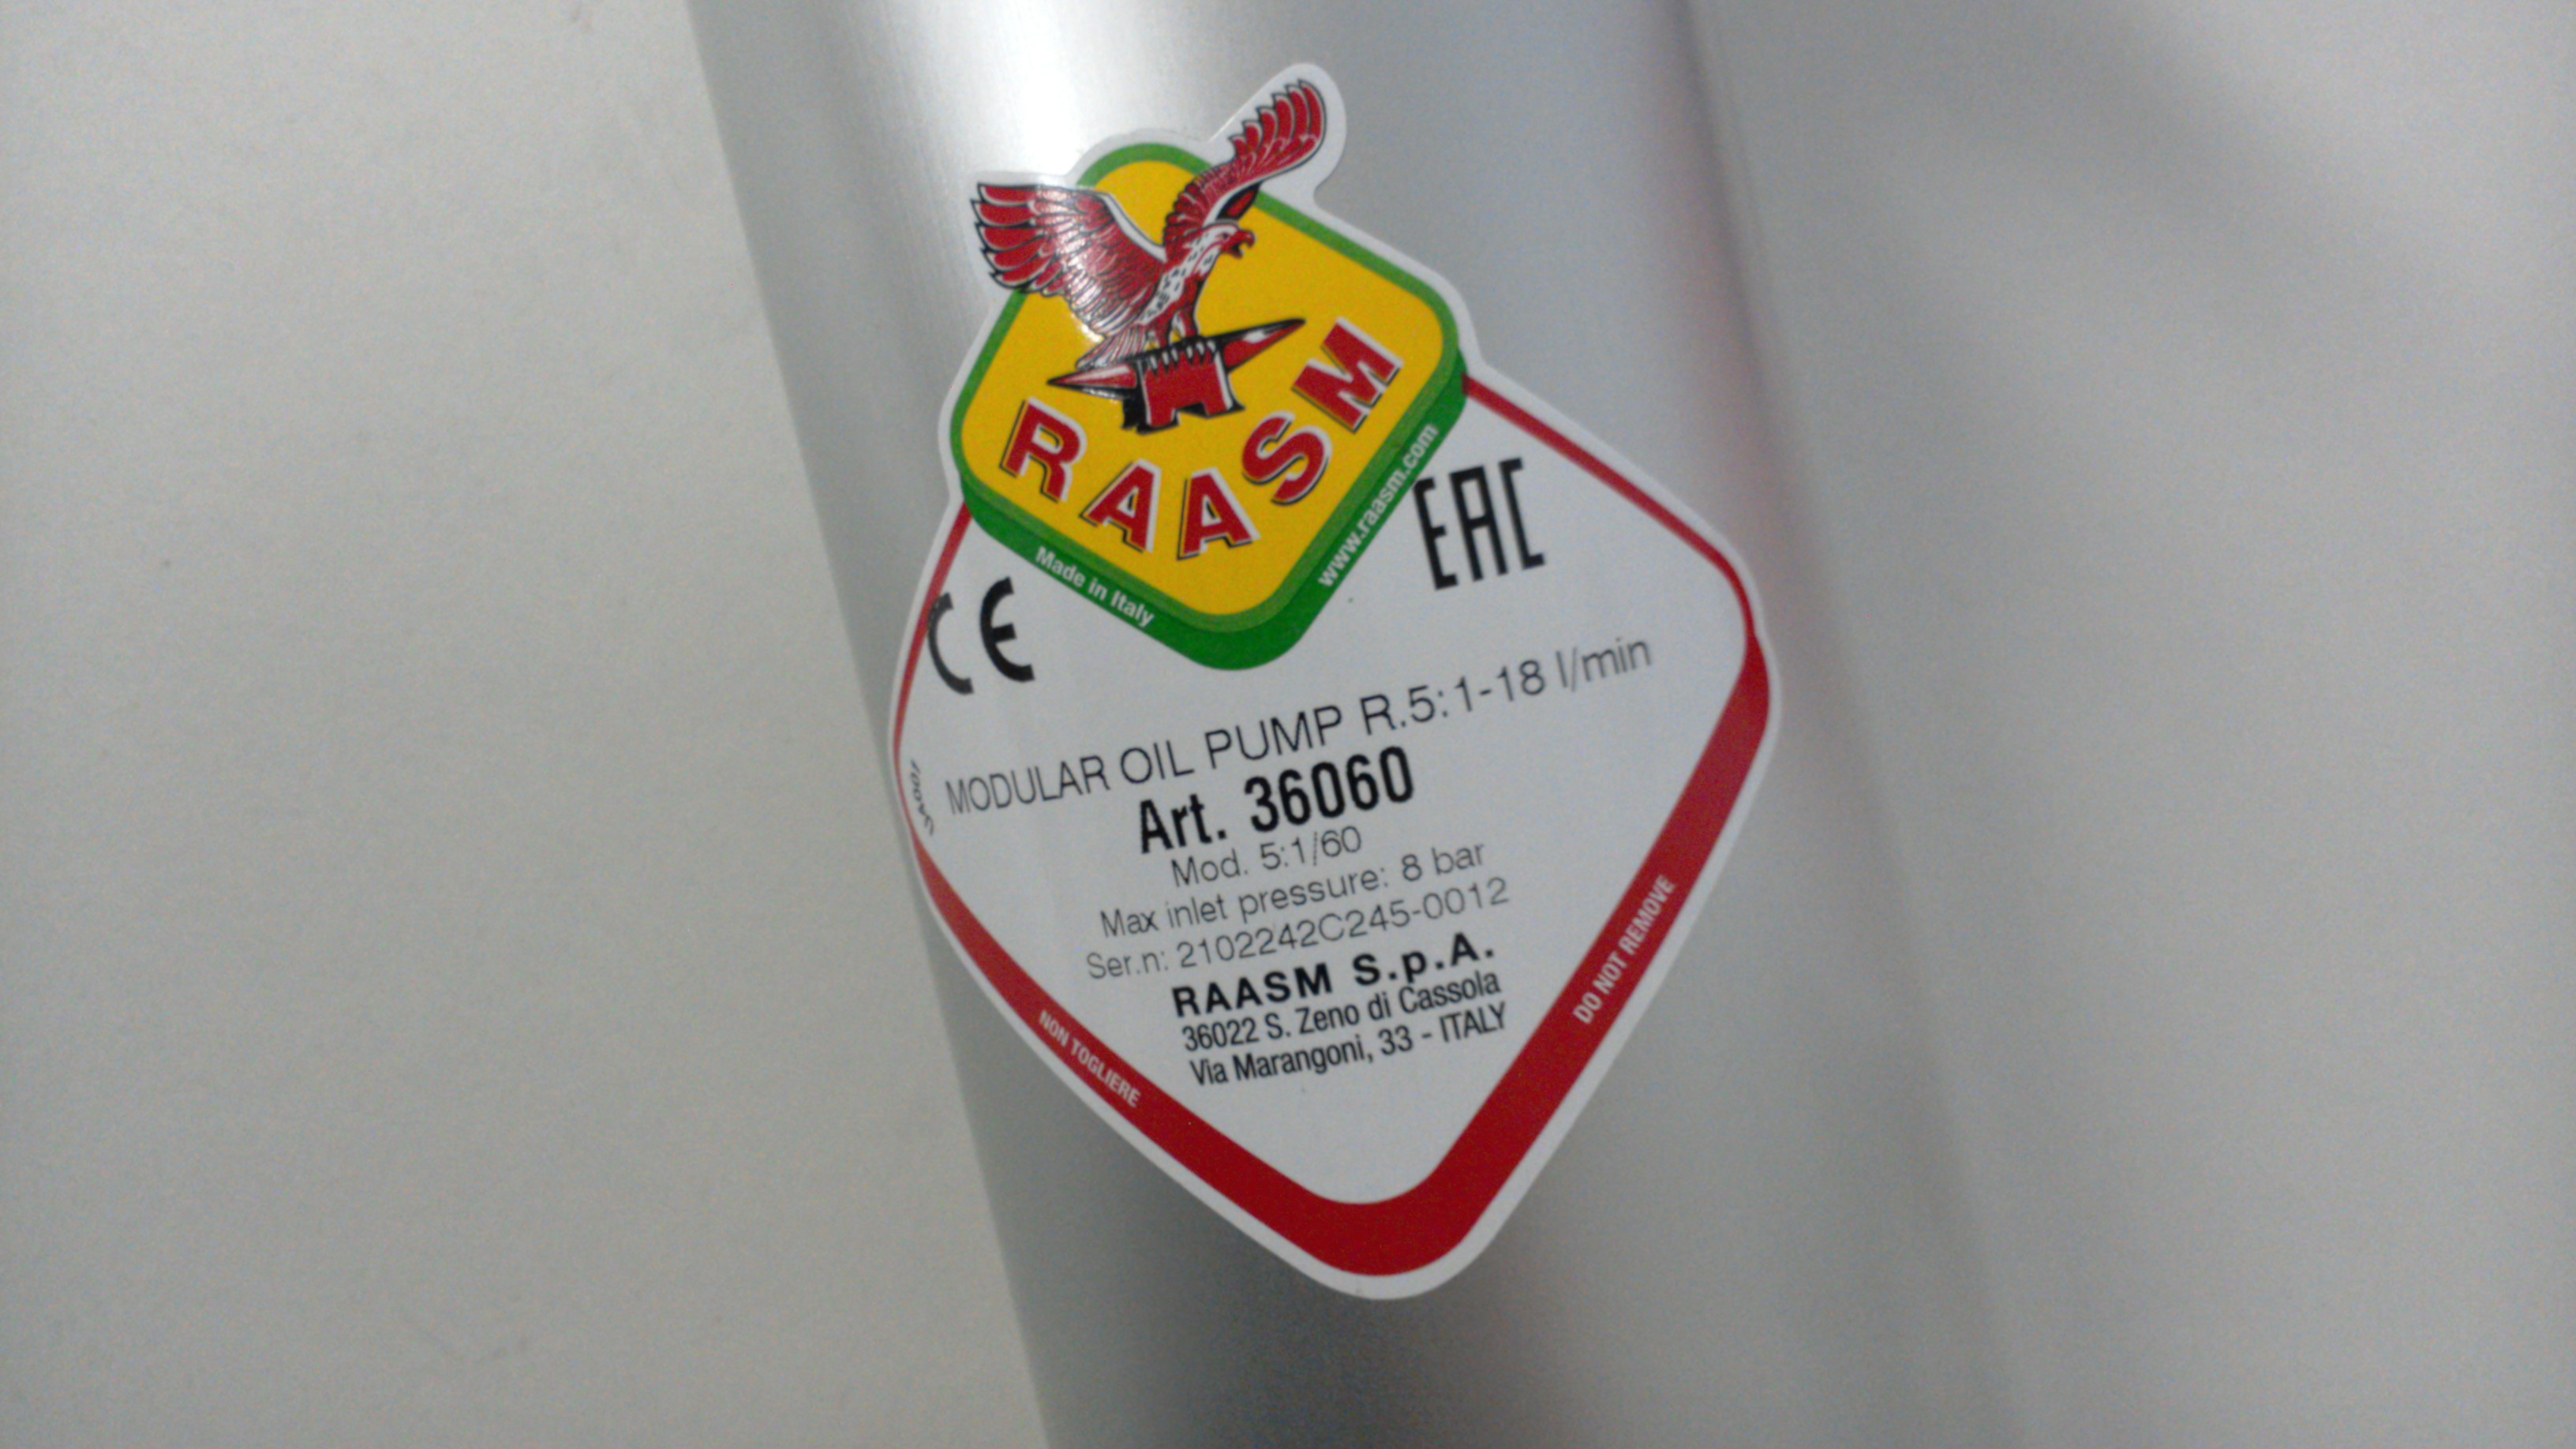 RAASM
Made in Italy
www.raasm.com
CE
EAC
MODULAR OIL PUMP R.5:1-18 l/min
Art. 36060
Mod. 5:1/60
Max inlet pressure: 8 bar
Ser.n: 2102242C245-0012
RAASM S.p.A.
36022 S. Zeno di Cassola
Via Marangoni, 33 - ITALY
NON TOGLIERE
DO NOT REMOVE